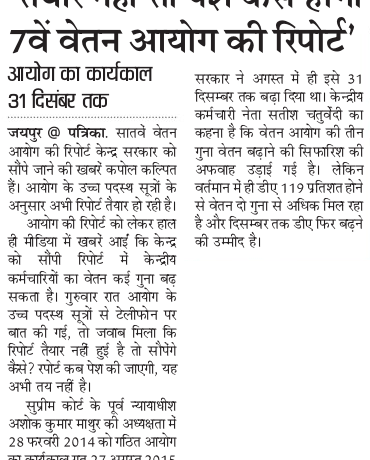 7वें वेतन आयोग की रिपोर्ट’
आयोग का कार्यकाल
31 दिसंबर तक
जयपुर @ पत्रिका. सातवें वेतन
आयोग की रिपोर्ट केन्द्र सरकार को
सौंपे जाने की खबरें कपोल कल्पित
हैं। आयोग के उच्च पदस्थ सूत्रों के
अनुसार अभी रिपोर्ट तैयार हो रही है।
आयोग की रिपोर्ट को लेकर हाल
ही मीडिया में खबरें आईं कि केन्द्र
को सौंपी रिपोर्ट में केन्द्रीय
कर्मचारियों का वेतन कई गुना बढ़
सकता है। गुरुवार रात आयोग के
उच्च पदस्थ सूत्रों से टेलीफोन पर
बात की गई, तो जवाब मिला कि
रिपोर्ट तैयार नहीं हुई है तो सौपेंगे
कैसे? रपोर्ट कब पेश की जाएगी, यह
अभी तय नहीं है।
सुप्रीम कोर्ट के पूर्व न्यायाधीश
अशोक कुमार माथुर की अध्यक्षता में
28 फरवरी 2014 को गठित आयोग
का कार्यकाल गत 27 अगस्त 2015
सरकार ने अगस्त में ही इसे 31
दिसम्बर तक बढ़ा दिया था। केन्द्रीय
कर्मचारी नेता सतीश चतुर्वेदी का
कहना है कि वेतन आयोग की तीन
गुना वेतन बढ़ाने की सिफारिश की
अफवाह उड़ाई गई है। लेकिन
वर्तमान में ही डीए 119 प्रतिशत होने
से वेतन दो गुना से अधिक मिल रहा
है और दिसम्बर तक डीए फिर बढ़ने
की उम्मीद है।